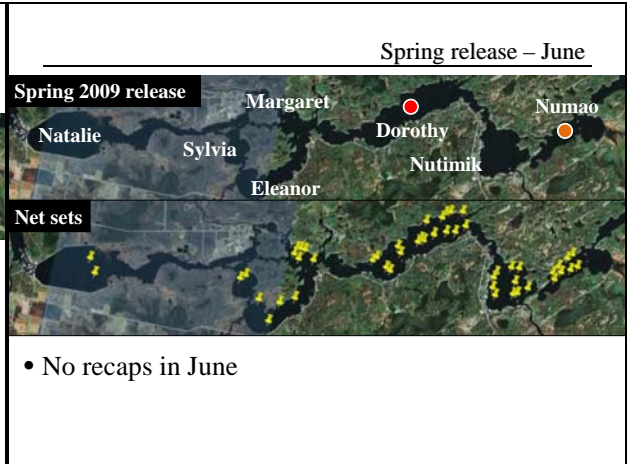 Spring release – June
Spring 2009 release
Margaret
Numao
Natalie
Dorothy
Sylvia
Nutimik
Eleanor
Net sets
• No recaps in June